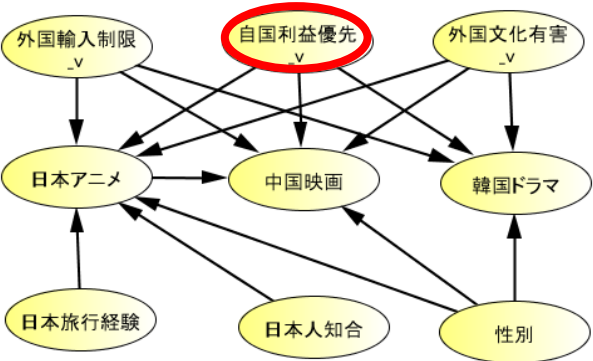 外国輸入制限
_v
自国利益優先
_v
外国文化有害
_v
日本アニメ
中国映画
韓国ドラマ
日本旅行経験
日本人知合
性別